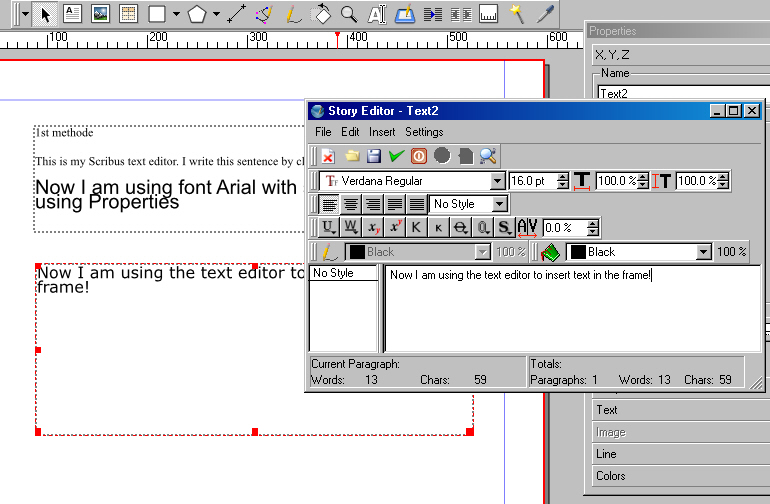 100 200 300 400 500 600
Properties
X, Y, Z
Name
Text2
1st methode
This is my Scribus text editor. I write this sentence by cl
Now I am using font Arial with
using Properties
Now I am using the text editor to
frame!
Story Editor - Text2
File Edit Insert Settings
Verdana Regular 16.0 pt 100.0 % 100.0 %
No Style
0.0 %
Black 100 % Black 100 %
No Style
Now I am using the text editor to insert text in the frame!
Current Paragraph: Totals:
Words: 13 Chars: 59 Paragraphs: 1 Words: 13 Chars: 59
Text
Image
Line
Colors